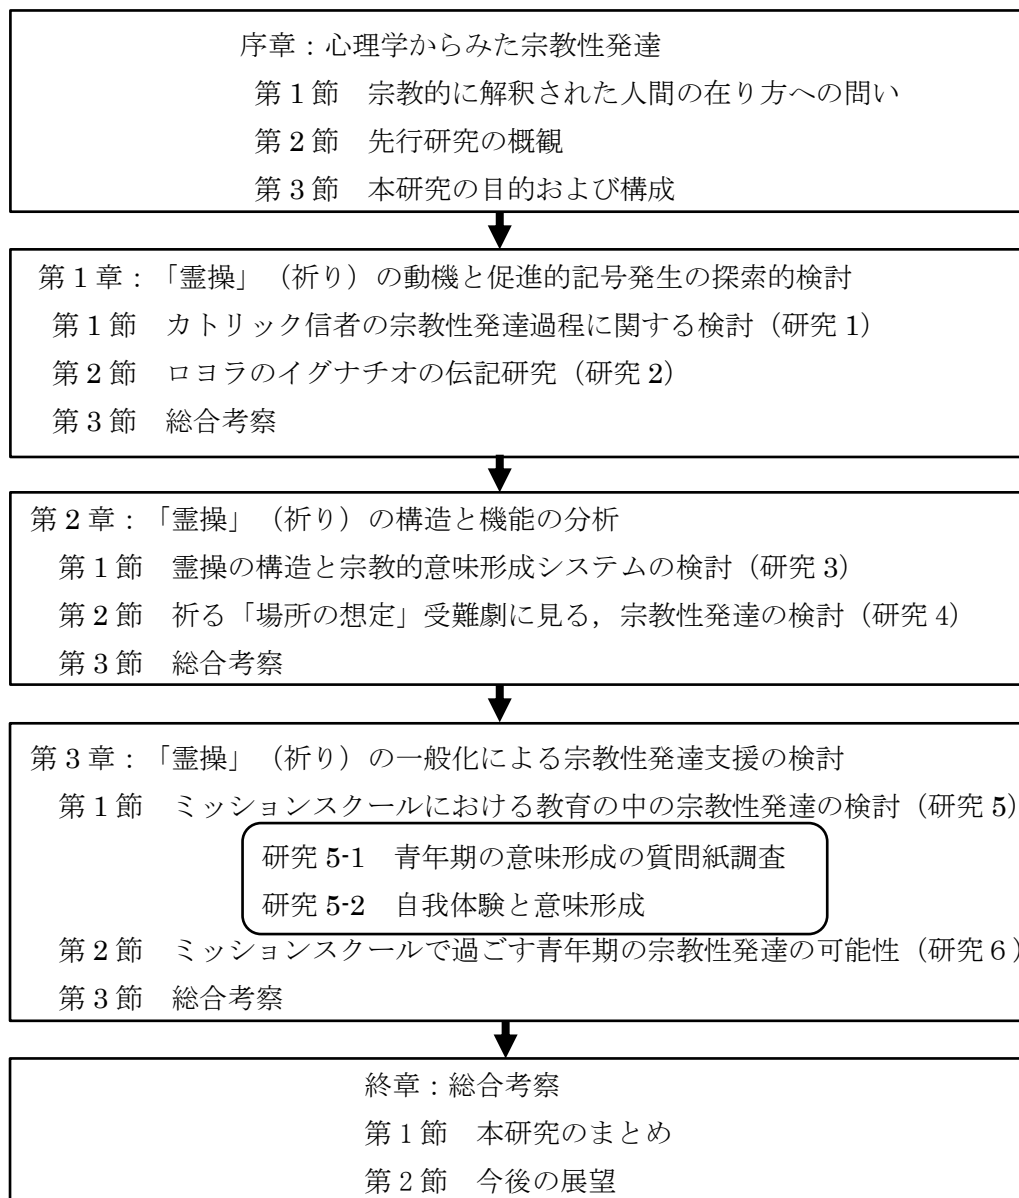 序章：心理学からみた宗教性発達
第1節　宗教的に解釈された人間の在り方への問い
第2節　先行研究の概観
第3節　本研究の目的および構成
第1章：「霊操」（祈り）の動機と促進的記号発生の探索的検討
第1節　カトリック信者の宗教性発達過程に関する検討（研究1）
第2節　ロヨラのイグナチオの伝記研究（研究2）
第3節　総合考察
第2章：「霊操」（祈り）の構造と機能の分析
第1節　霊操の構造と宗教的意味形成システムの検討（研究3）
第2節　祈る「場所の想定」受難劇に見る，宗教性発達の検討（研究4）
第3節　総合考察
第3章：「霊操」（祈り）の一般化による宗教性発達支援の検討
第1節　ミッションスクールにおける教育の中の宗教性発達の検討（研究5）
研究5-1　青年期の意味形成の質問紙調査
研究5-2　自我体験と意味形成
第2節　ミッションスクールで過ごす青年期の宗教性発達の可能性（研究６）
第3節　総合考察
終章：総合考察
第1節　本研究のまとめ
第2節　今後の展望